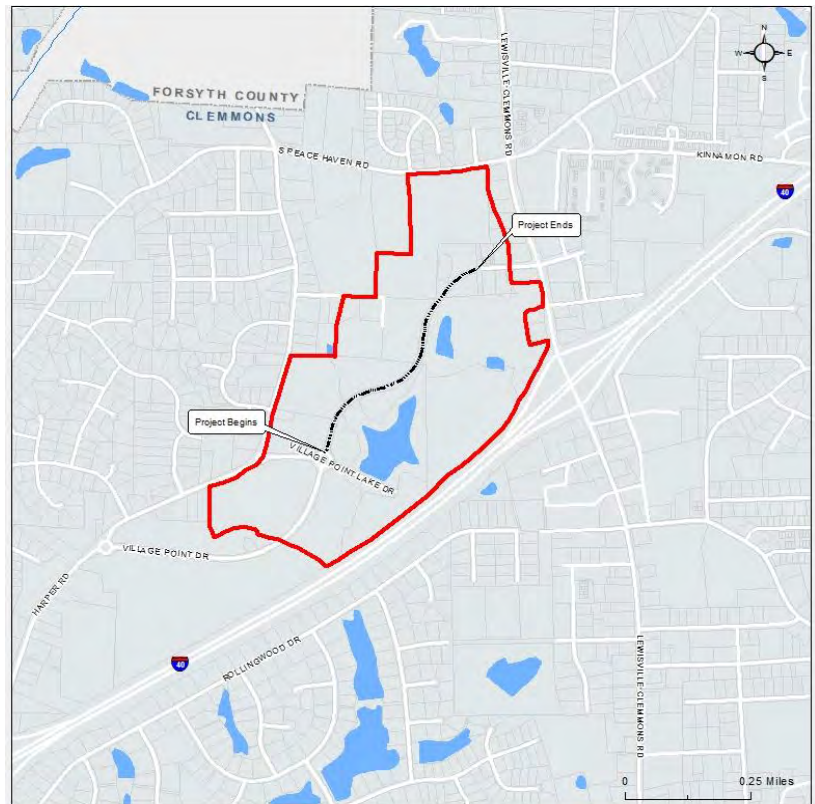 N
W E
S
LEWISVILLE-CLEMMONS RD
FORSYTH COUNTY
CLEMMONS
S PEACE HAVEN RD
KINNAMON RD
40
Project Ends
Project Begins
VILLAGE POINT LAKE DR
VILLAGE POINT DR
HARPER RD
40
ROLLINGWOOD DR
LEWISVILLE-CLEMMONS RD
0 0.25 Miles